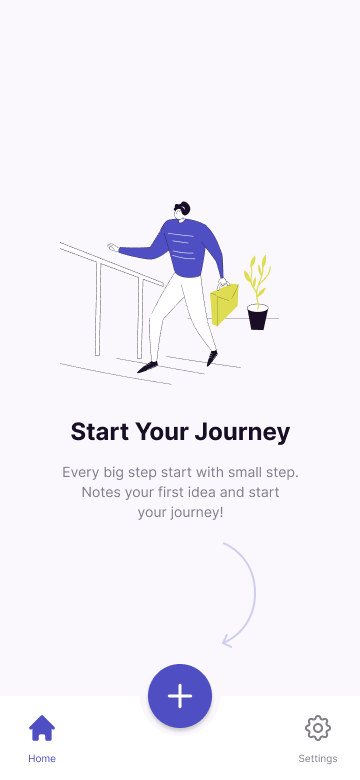 Start Your Journey
Every big step start with small step.
Notes your first idea and start
your journey!
Home
Settings